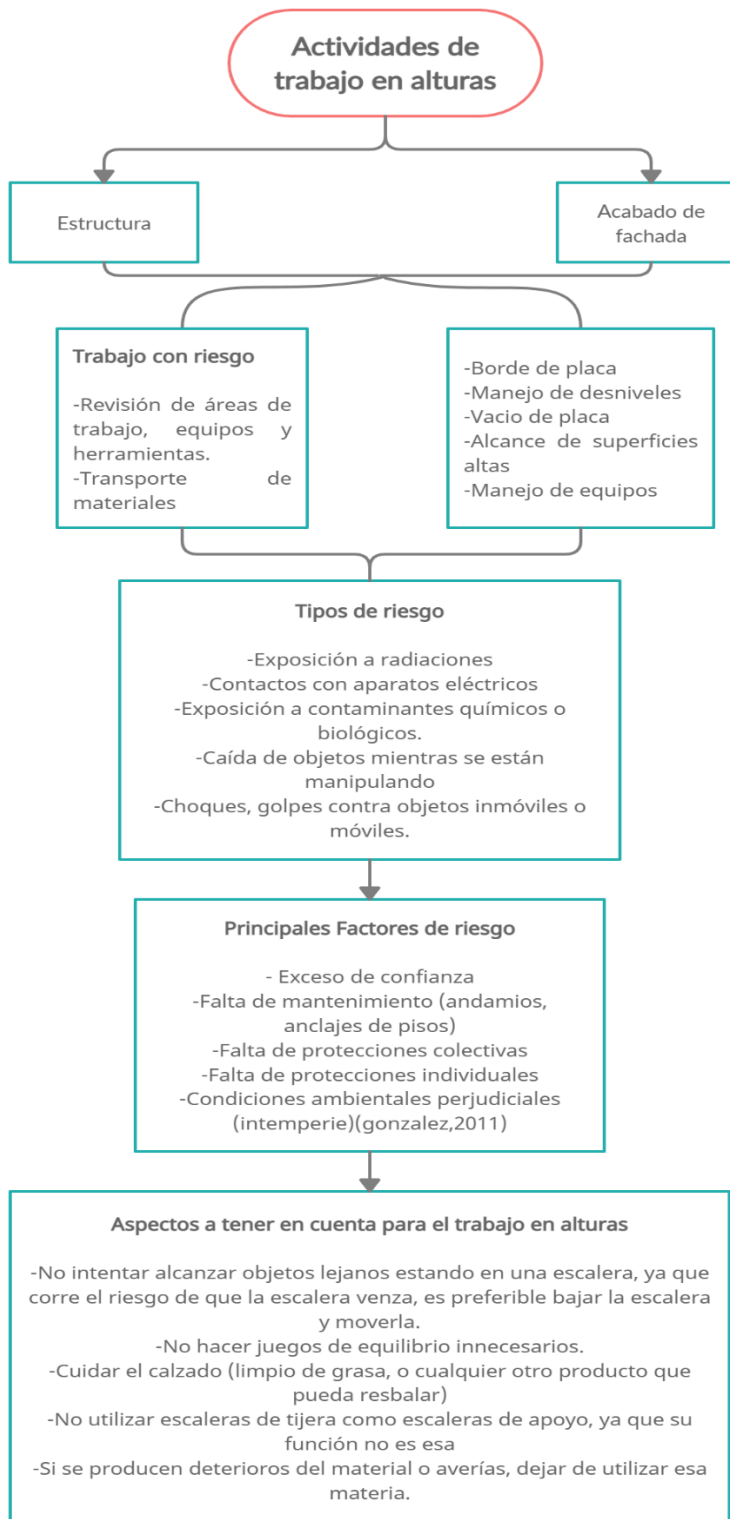 Actividades de
trabajo en alturas
Estructura
Acabado de
fachada
Trabajo con riesgo
-Revisión de áreas de
trabajo, equipos y
herramientas.
-Transporte de
materiales
-Borde de placa
-Manejo de desniveles
-Vacio de placa
-Alcance de superficies
altas
-Manejo de equipos
Tipos de riesgo
-Exposición a radiaciones
-Contactos con aparatos eléctricos
-Exposición a contaminantes químicos o
biológicos.
-Caída de objetos mientras se están
manipulando
-Choques, golpes contra objetos inmóviles o
móviles.
Principales Factores de riesgo
- Exceso de confianza
-Falta de mantenimiento (andamios,
anclajes de pisos)
-Falta de protecciones colectivas
-Falta de protecciones individuales
-Condiciones ambientales perjudiciales
(intemperie)(gonzalez,2011)
Aspectos a tener en cuenta para el trabajo en alturas
-No intentar alcanzar objetos lejanos estando en una escalera, ya que
corre el riesgo de que la escalera venza, es preferible bajar la escalera
y moverla.
-No hacer juegos de equilibrio innecesarios.
-Cuidar el calzado (limpio de grasa, o cualquier otro producto que
pueda resbalar)
-No utilizar escaleras de tijera como escaleras de apoyo, ya que su
función no es esa
-Si se producen deterioros del material o averías, dejar de utilizar esa
materia.